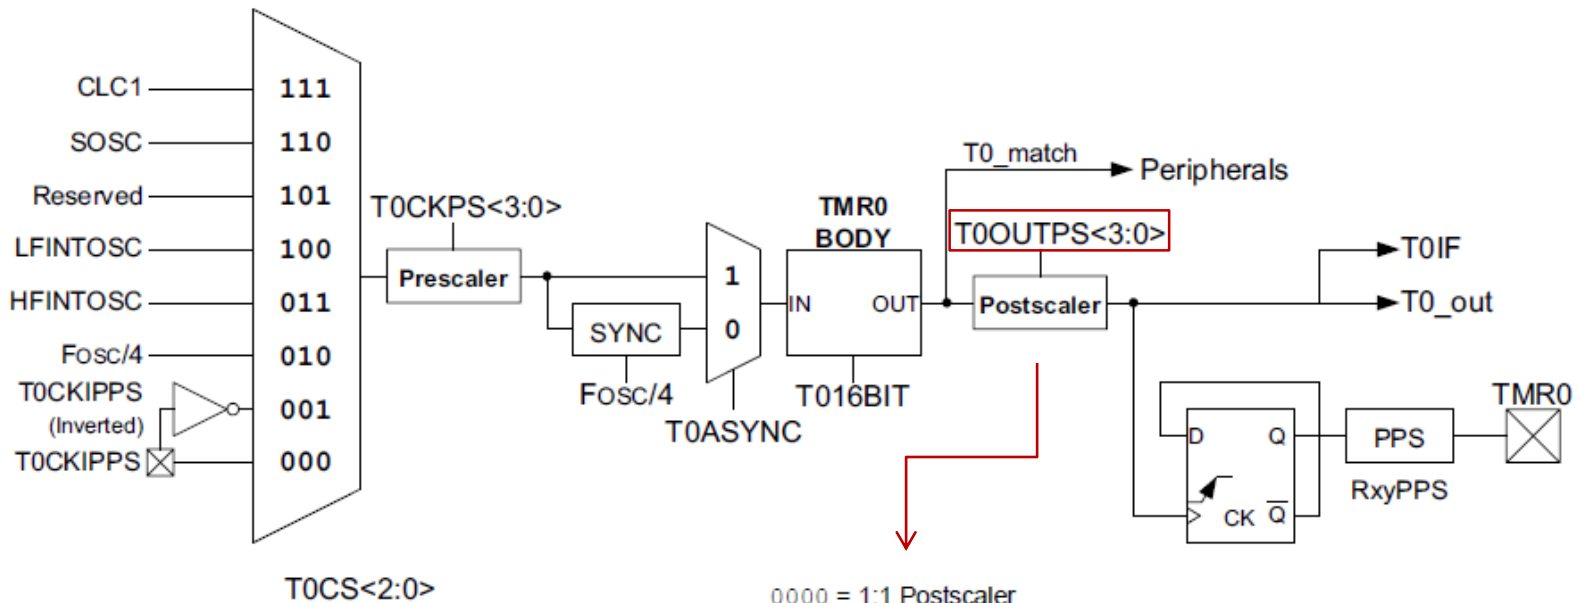 CLC1
111
SOSC
110
Reserved
101
LFINTOSC
100
HFINTOSC
011
FOSC/4
010
T0CKIPPS
(Inverted)
001
T0CKIPPS
000
T0CS<2:0>
T0CKPS<3:0>
Prescaler
SYNC
FOSC/4
1
0
T0ASYNC
TMR0
BODY
IN
OUT
T016BIT
T0_match
Peripherals
T0OUTPS<3:0>
Postscaler
T0IF
T0_out
D
Q
CK
Q
PPS
RxyPPS
TMR0
0000 = 1:1 Postscaler